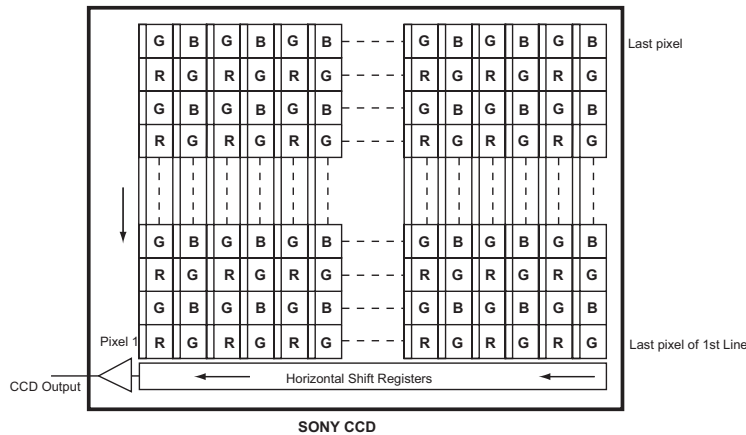 G B G B G B G B G B G B Last pixel
R G R G R G R G R G R G
G B G B G B G B G B G B
R G R G R G R G R G R G
G B G B G B G B G B G B
R G R G R G R G R G R G
G B G B G B G B G B G B
Pixel 1 R G R G R G R G R G R G Last pixel of 1st Line
CCD Output Horizontal Shift Registers
SONY CCD